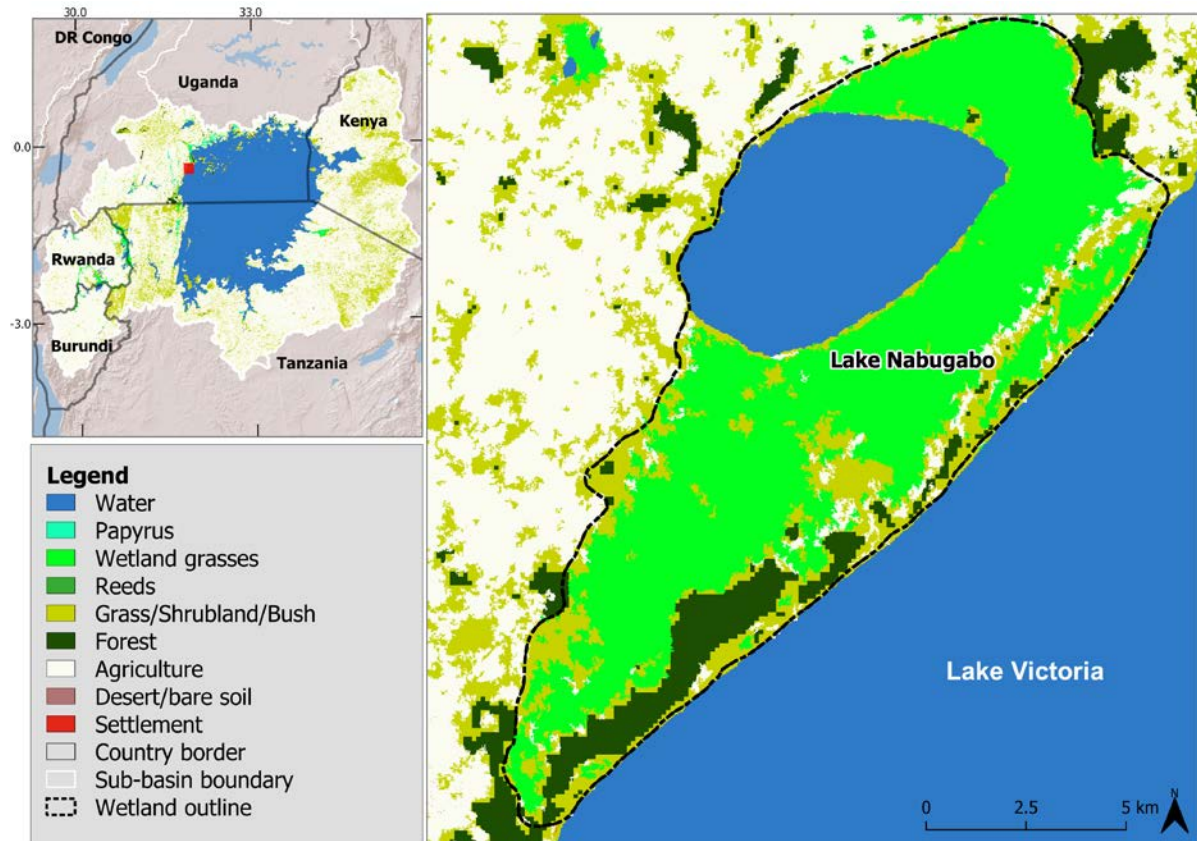 30.0
33.0
DR Congo
Uganda
Kenya
0.0
Rwanda
-3.0
Burundi
Tanzania
Legend
Water
Papyrus
Wetland grasses
Reeds
Grass/Shrubland/Bush
Forest
Agriculture
Desert/bare soil
Settlement
Country border
Sub-basin boundary
Wetland outline
Lake Nabugabo
Lake Victoria
N
0 2.5 5 km